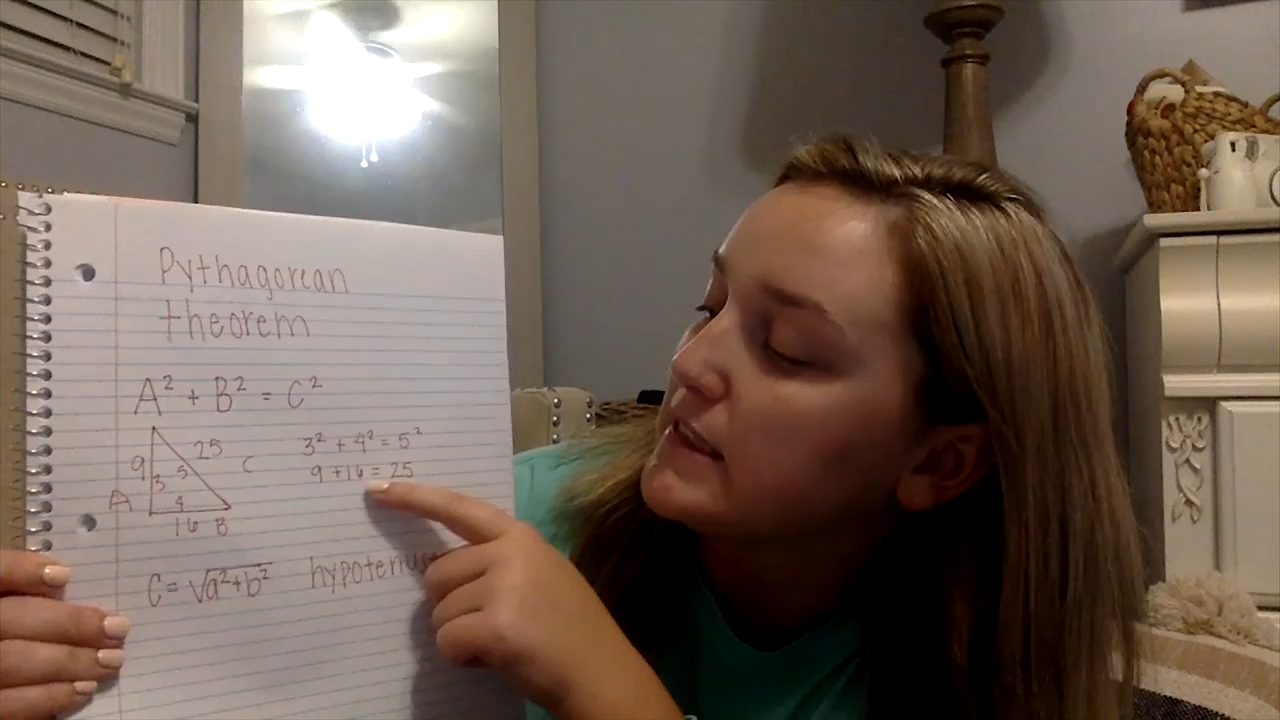 Pythagorean
theorem
A² + B² = C²
3² + 4² = 5²
9 + 16 = 25
25
9
5
C
3
A
4
16 B
C = √a²+b² hypotenuse